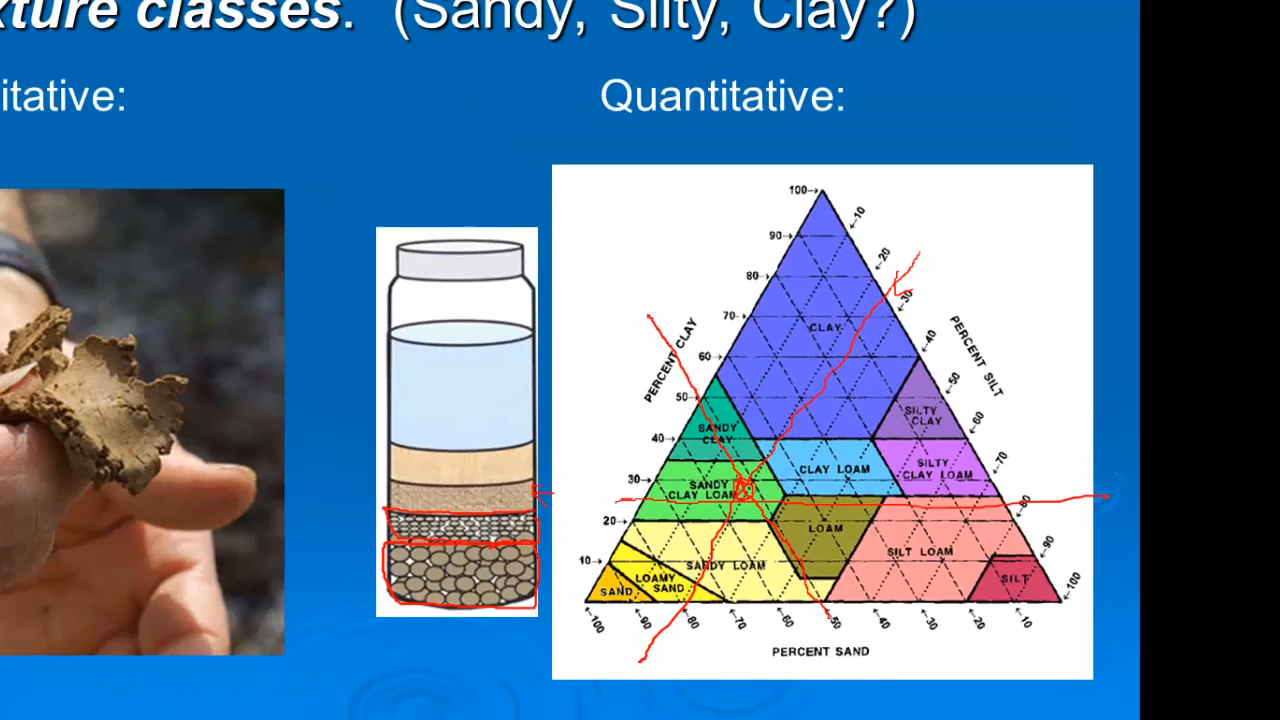 xture classes. (Sandy, Silty, Clay?)
itative:
Quantitative:
100
90
80
70
60
50
40
30
20
10
PERCENT CLAY
10
20
30
40
50
60
70
80
90
100
PERCENT SILT
CLAY
SILTY
CLAY
SANDY
CLAY
CLAY LOAM
SILTY
CLAY LOAM
SANDY
CLAY LOAM
LOAM
SILT LOAM
SANDY LOAM
LOAMY
SAND
SAND
SILT
100
90
80
70
60
50
40
30
20
10
PERCENT SAND